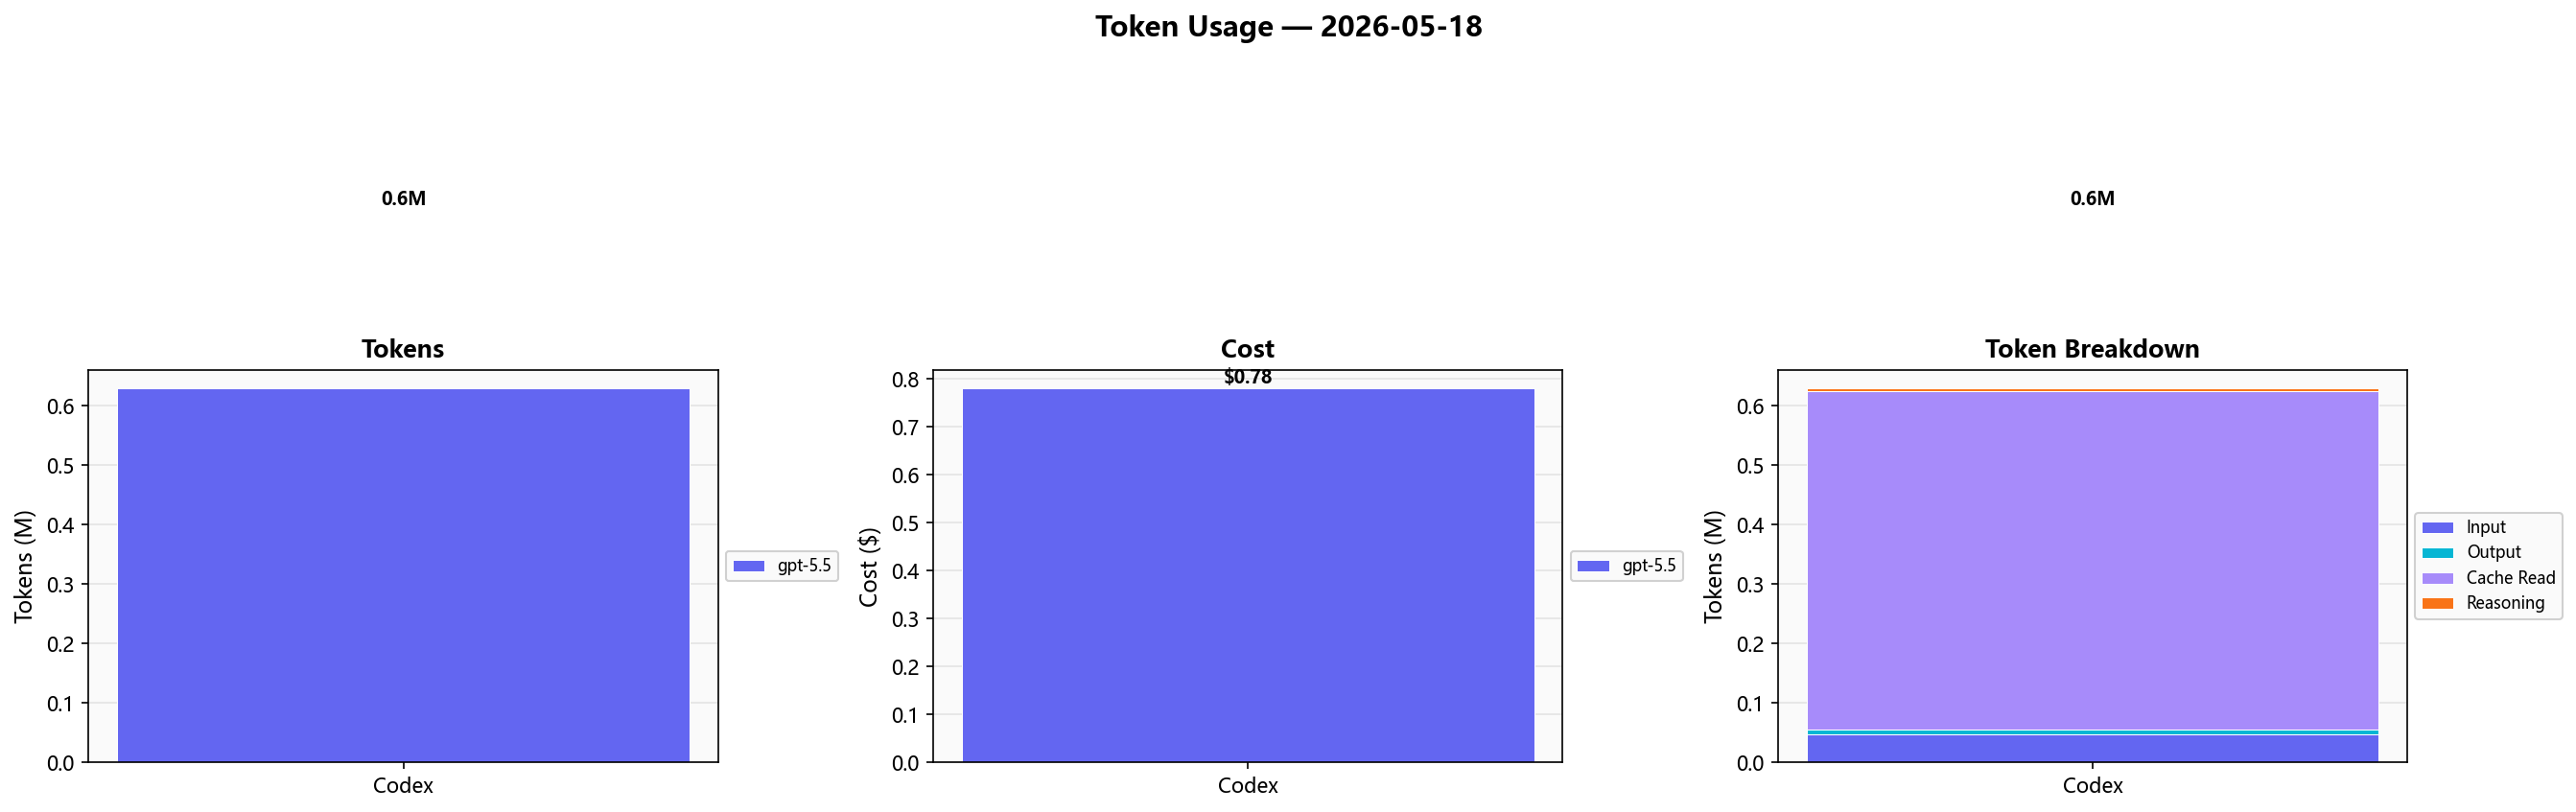 Token Usage — 2026-05-18
0.6M
0.6M
Tokens
Tokens (M)
0.6
0.5
0.4
0.3
0.2
0.1
0.0
Codex
gpt-5.5
Cost
$0.78
Cost ($)
0.8
0.7
0.6
0.5
0.4
0.3
0.2
0.1
0.0
Codex
gpt-5.5
Token Breakdown
Tokens (M)
0.6
0.5
0.4
0.3
0.2
0.1
0.0
Codex
Input
Output
Cache Read
Reasoning